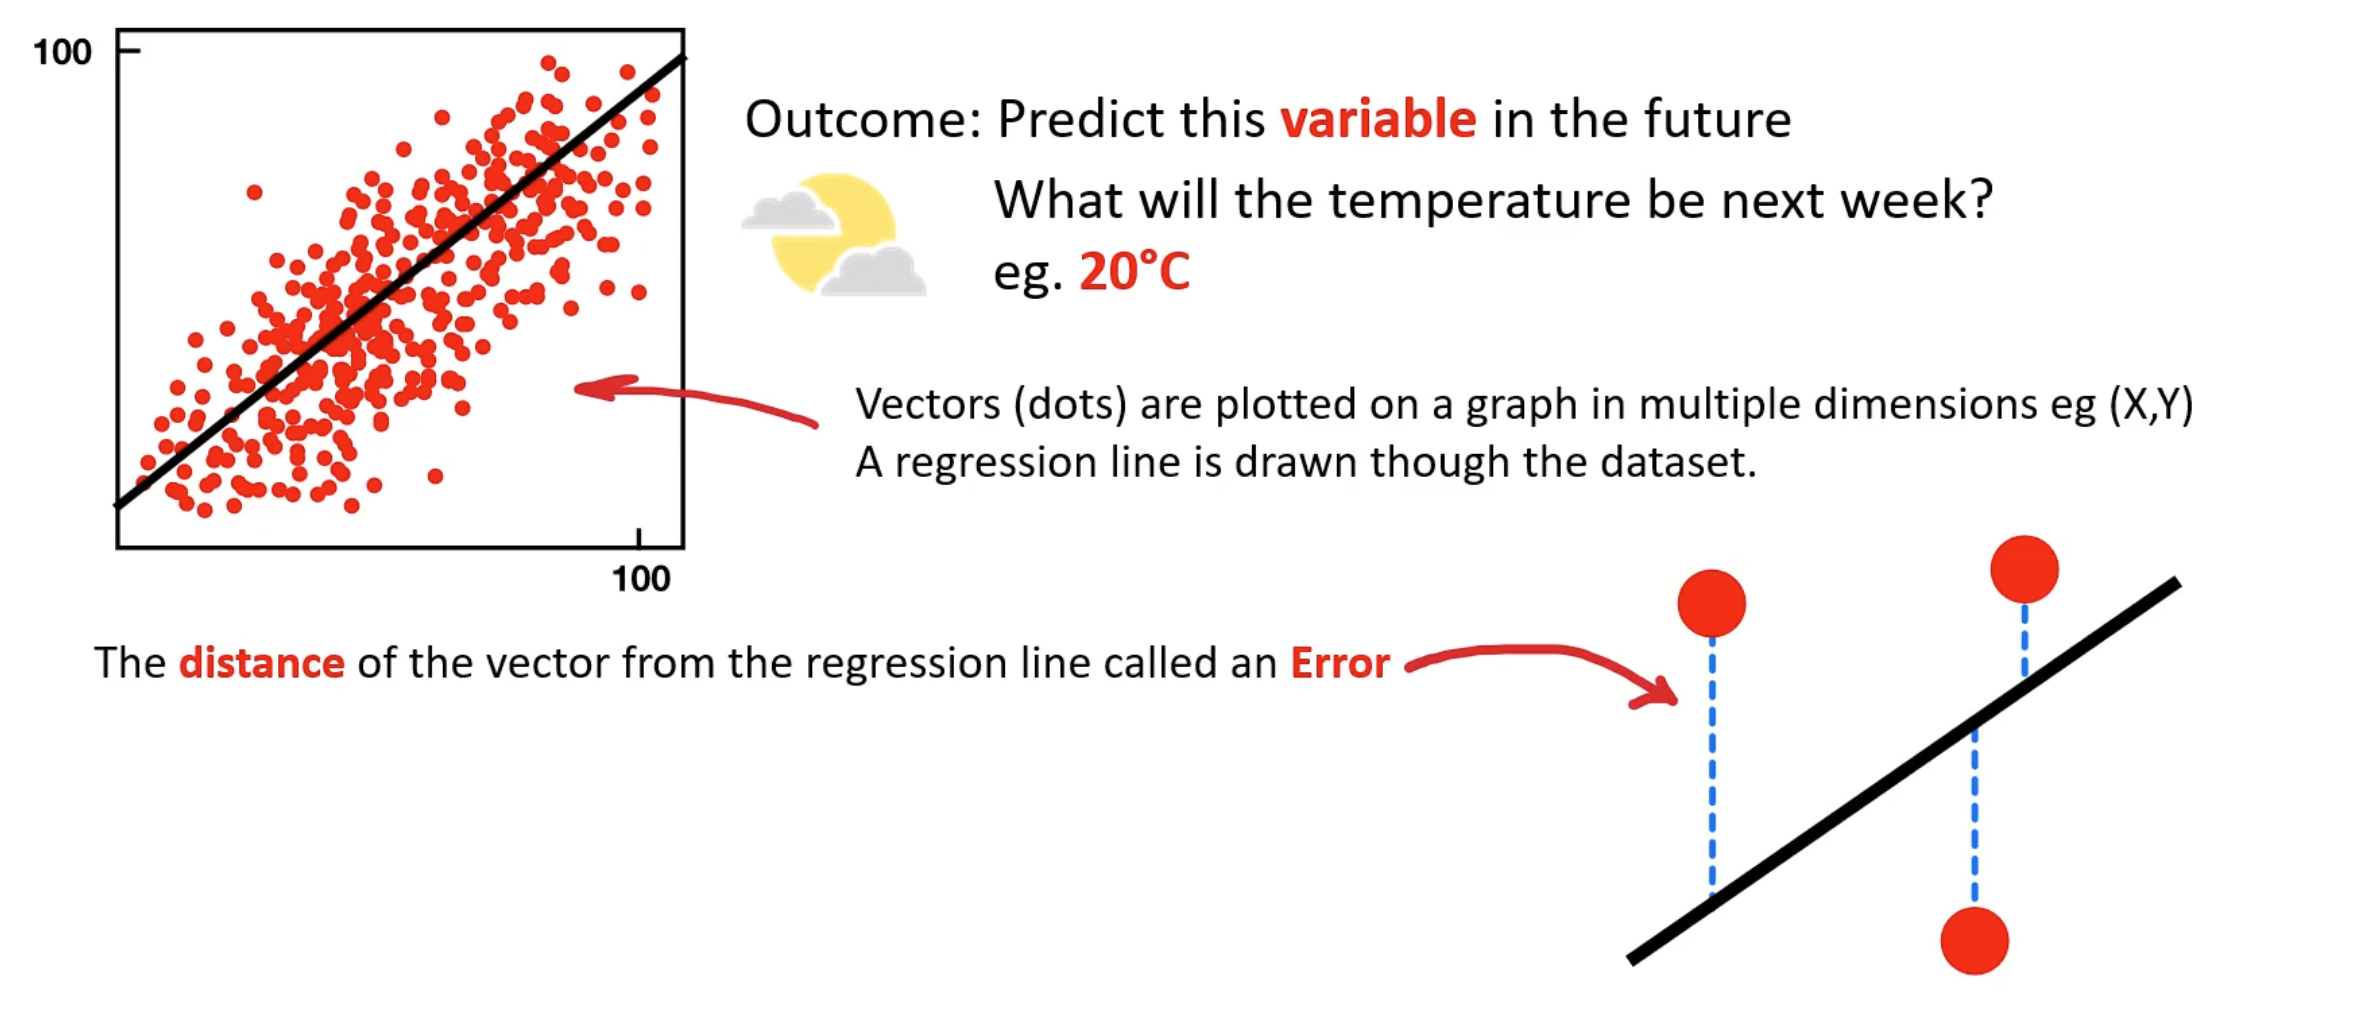 100
100
Outcome: Predict this variable in the future
What will the temperature be next week?
eg. 20°C
Vectors (dots) are plotted on a graph in multiple dimensions eg (X,Y)
A regression line is drawn though the dataset.
The distance of the vector from the regression line called an Error